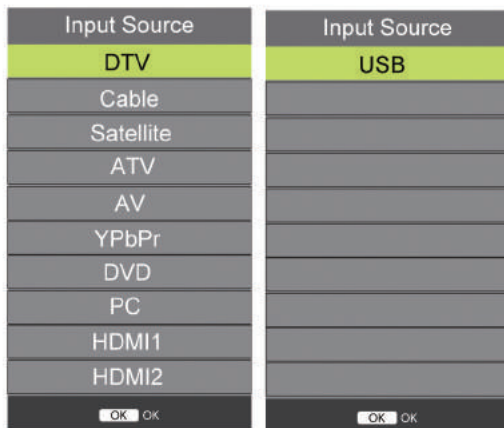 Input Source
DTV
Cable
Satellite
ATV
AV
YPbPr
DVD
PC
HDMI1
HDMI2
OK OK
Input Source
USB
OK OK